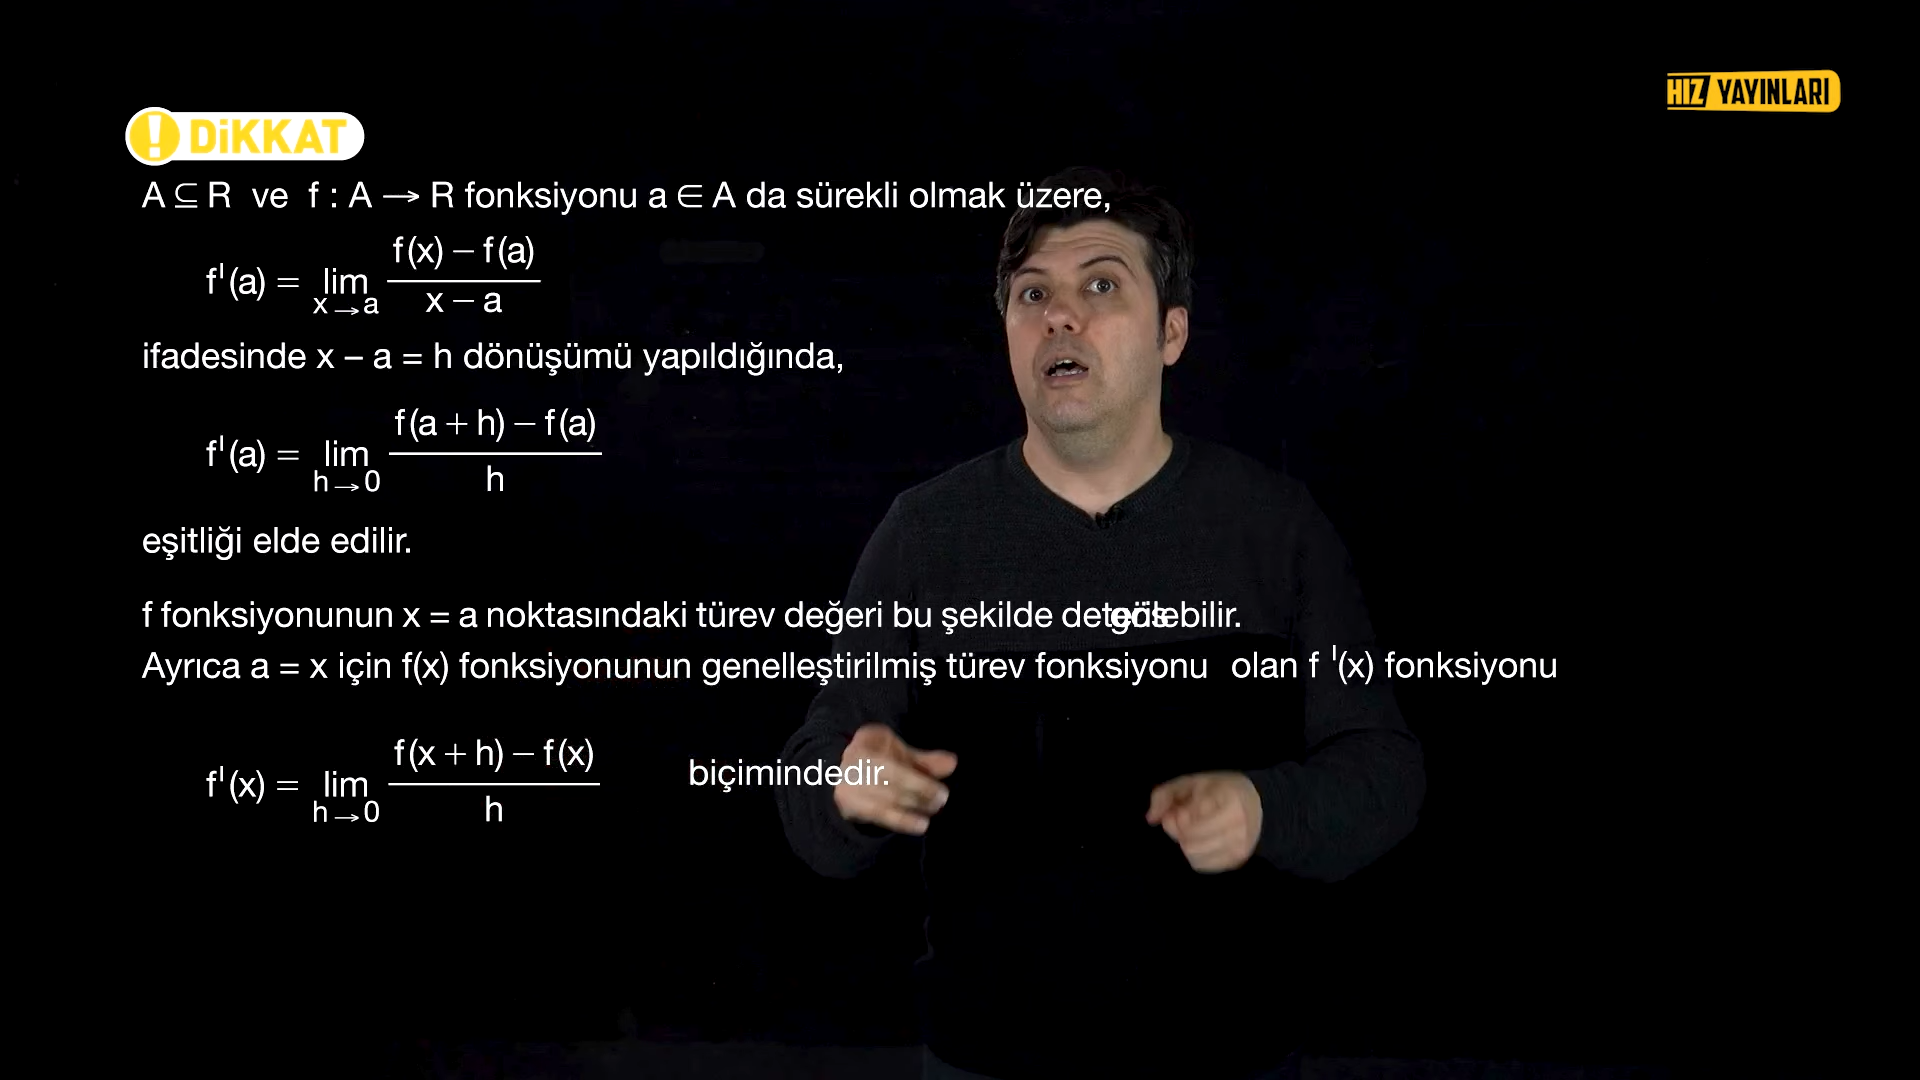 HIZ YAYINLARI
! DİKKAT
A ⊆ R ve f : A → R fonksiyonu a ∈ A da sürekli olmak üzere,
f'(a) = lim x→a (f(x) − f(a)) / (x − a)
ifadesinde x – a = h dönüşümü yapıldığında,
f'(a) = lim h→0 (f(a + h) − f(a)) / h
eşitliği elde edilir.
f fonksiyonunun x = a noktasındaki türev değeri bu şekilde de
Ayrıca a = x için f(x) fonksiyonunun genelleştirilmiş türev fonksiyonu olan f '(x) fonksiyonu
f'(x) = lim h→0 (f(x + h) − f(x)) / h biçimindedir.